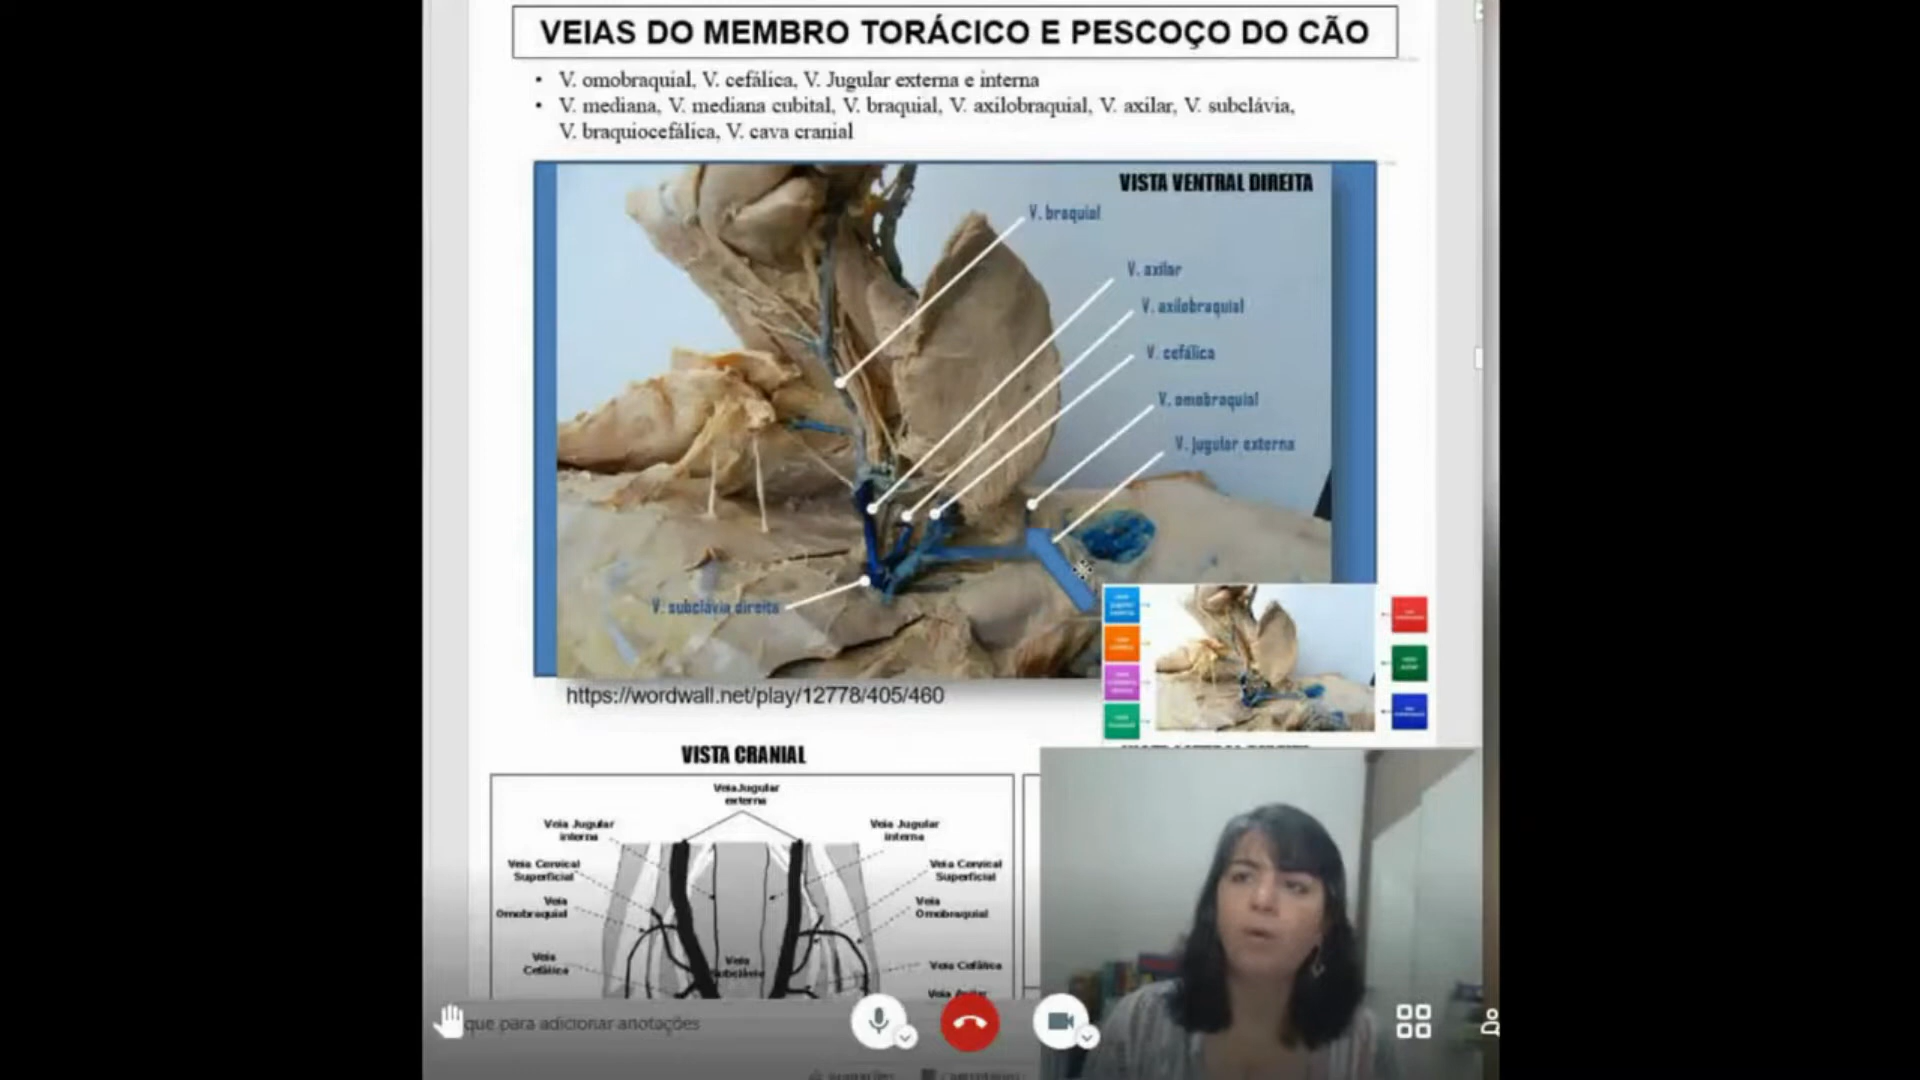 VEIAS DO MEMBRO TORÁCICO E PESCOÇO DO CÃO
• V. omobraquial, V. cefálica, V. Jugular externa e interna
• V. mediana, V. mediana cubital, V. braquial, V. axilobraquial, V. axilar, V. subclávia,
V. braquiocefálica, V. cava cranial
VISTA VENTRAL DIREITA
V. braquial
V. axilar
V. axilobraquial
V. cefálica
V. omobraquial
V. jugular externa
V. subclávia direita
https://wordwall.net/play/12778/405/460
VISTA CRANIAL
Veia Jugular
externa
Veia Jugular
interna
Veia Jugular
interna
Veia Cervical
Superficial
Veia Cervical
Superficial
Veia
Omobraquial
Veia
Omobraquial
Veia
Cefálica
Veia
Subclávia
Veia Cefálica
que para adicionar anotações